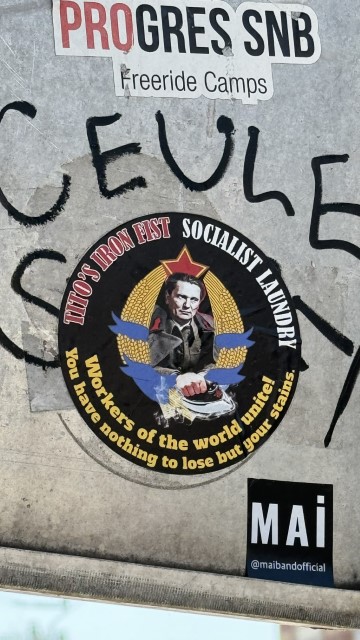 PROGRES SNB
Freeride Camps
CEULE
TITO'S IRON FIST SOCIALIST LAUNDRY
Workers of the world unite!
You have nothing to lose but your stains.
MAi
@maibandofficial